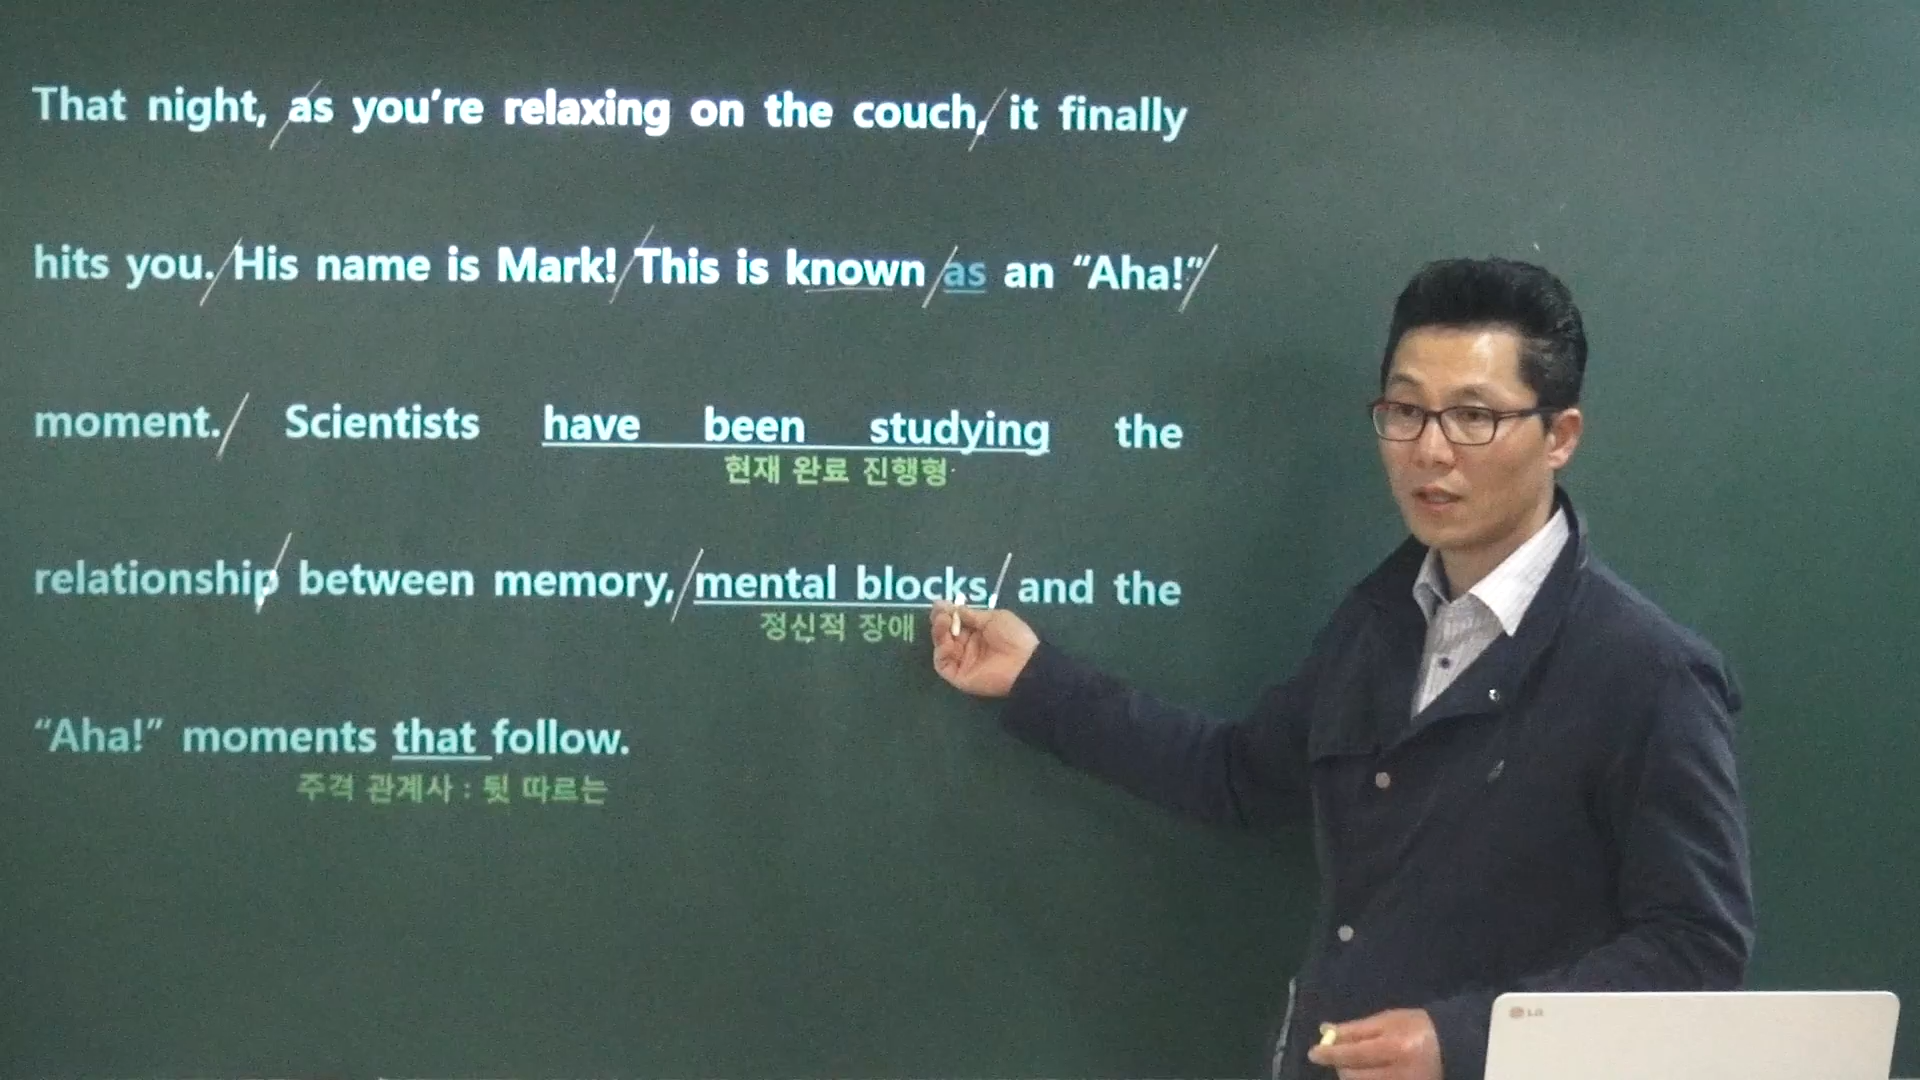 That night, as you’re relaxing on the couch, it finally
hits you. His name is Mark! This is known as an “Aha!”
moment. Scientists have been studying the
현재 완료 진행형
relationship between memory, mental blocks, and the
정신적 장애
“Aha!” moments that follow.
주격 관계사 : 뒷 따르는
LG